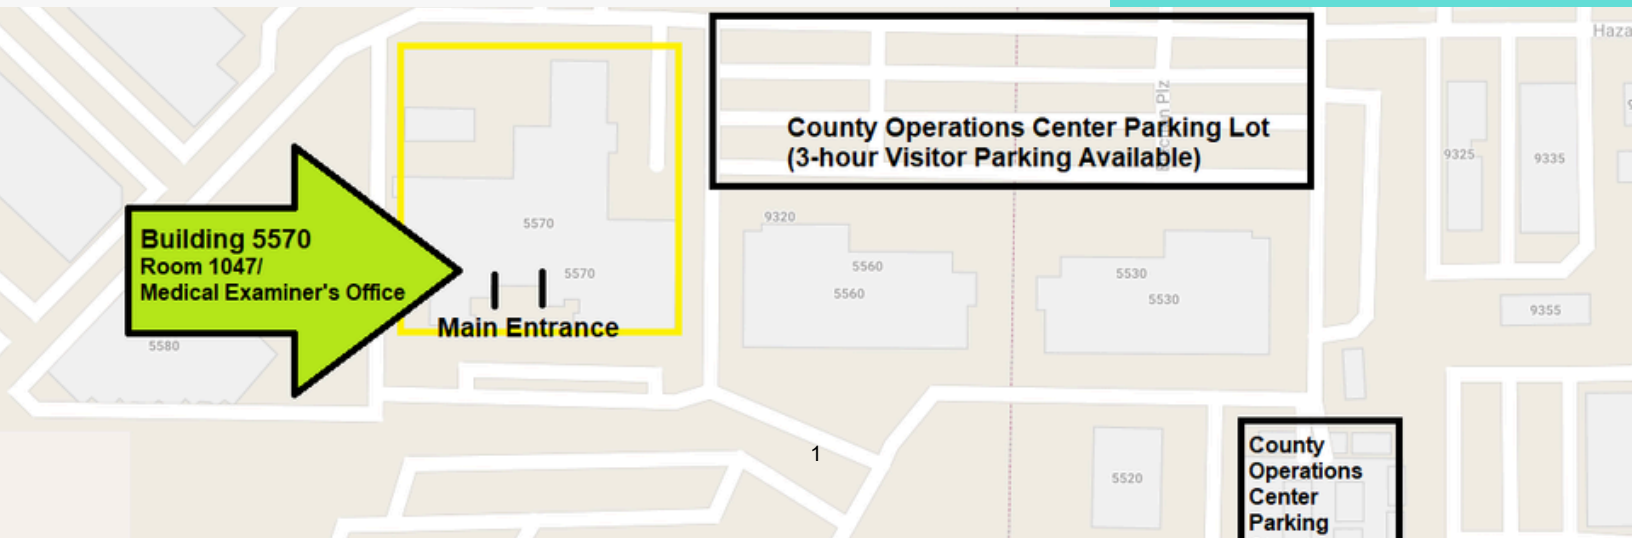 Haza
County Operations Center Parking Lot
(3-hour Visitor Parking Available)
Plz
9325
9335
9320
5570
Building 5570
Room 1047/
Medical Examiner's Office
5570
5560
5560
5530
5530
9355
Main Entrance
5580
1
County
Operations
Center
Parking
5520